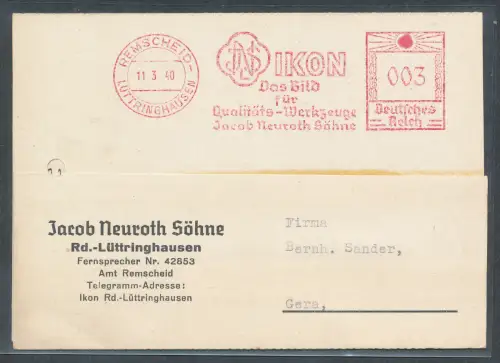 REMSCHEID-
11 3 40
LÜTTRINGHAUSEN
NS IKON
Das Bild
für
Qualitäts-Werkzeuge
Jacob Neuroth Söhne
003
Deutsches
Reich
Jacob Neuroth Söhne
Rd.-Lüttringhausen
Fernsprecher Nr. 42853
Amt Remscheid
Telegramm-Adresse:
Ikon Rd.-Lüttringhausen
Firma
Bernh. Sander,
Gera,